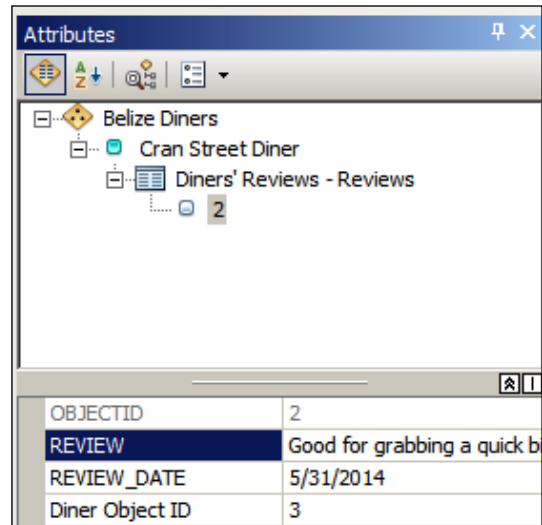 Attributes
Belize Diners
Cran Street Diner
Diners' Reviews - Reviews
2
OBJECTID 2
REVIEW Good for grabbing a quick
REVIEW_DATE 5/31/2014
Diner Object ID 3